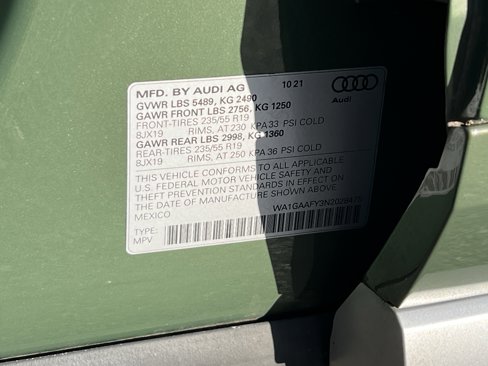 MFD. BY AUDI AG 10 21
GVWR LBS 5489, KG 2490
GAWR FRONT LBS 2756, KG 1250
FRONT-TIRES 235/55 R19
8JX19 RIMS, AT 230 KPA 33 PSI COLD
GAWR REAR LBS 2998, KG 1360
REAR-TIRES 235/55 R19
8JX19 RIMS, AT 250 KPA 36 PSI COLD
THIS VEHICLE CONFORMS TO ALL APPLICABLE
U.S. FEDERAL MOTOR VEHICLE SAFETY AND
THEFT PREVENTION STANDARDS IN EFFECT ON
THE DATE OF MANUFACTURE SHOWN ABOVE.
MEXICO
WA1GAAFY3N2028475
TYPE:
MPV
Audi